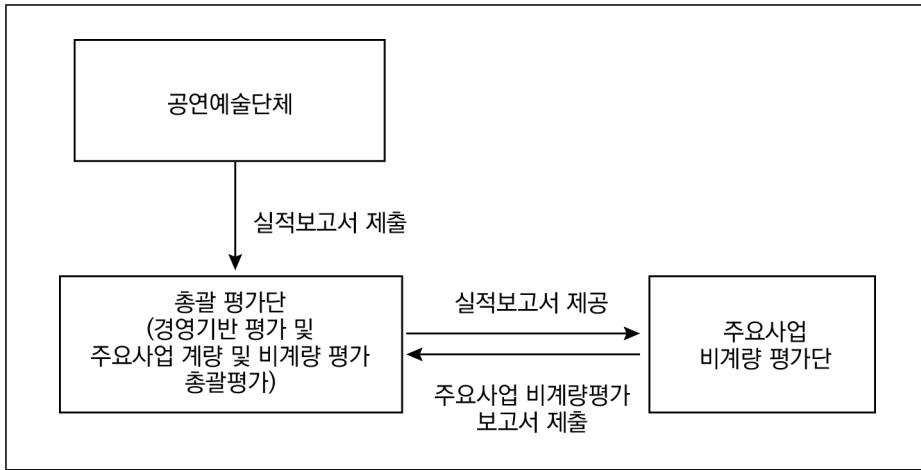 공연예술단체
실적보고서 제출
총괄 평가단
(경영기반 평가 및
주요사업 계량 및 비계량 평가
총괄평가)
실적보고서 제공
주요사업 비계량평가
보고서 제출
주요사업
비계량 평가단